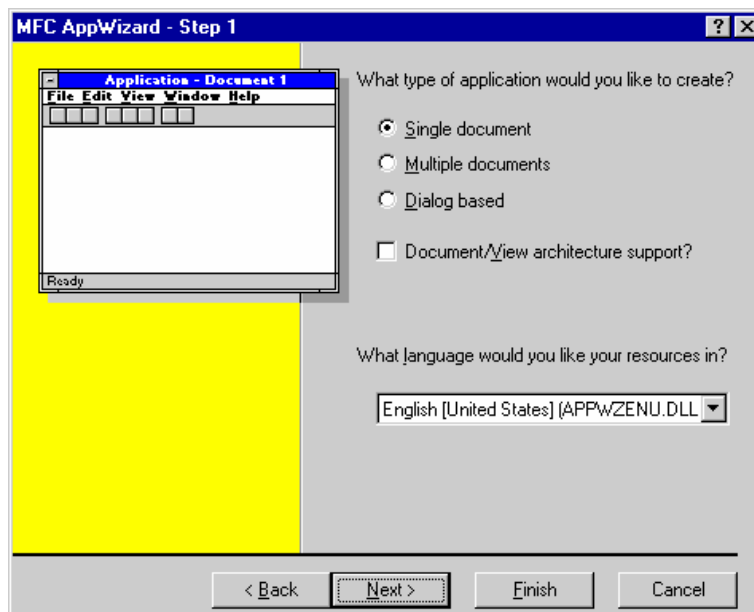 MFC AppWizard - Step 1
Application - Document 1
File Edit View Window Help
Ready
What type of application would you like to create?
Single document
Multiple documents
Dialog based
Document/View architecture support?
What language would you like your resources in?
English [United States] (APPWZENU.DLL
< Back
Next >
Finish
Cancel